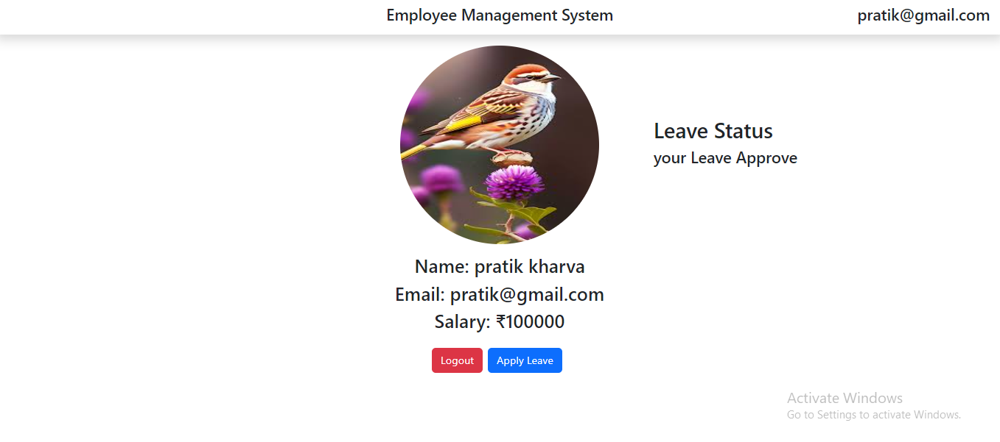 Employee Management System
pratik@gmail.com
Leave Status
your Leave Approve
Name: pratik kharva
Email: pratik@gmail.com
Salary: ₹100000
Logout
Apply Leave
Activate Windows
Go to Settings to activate Windows.